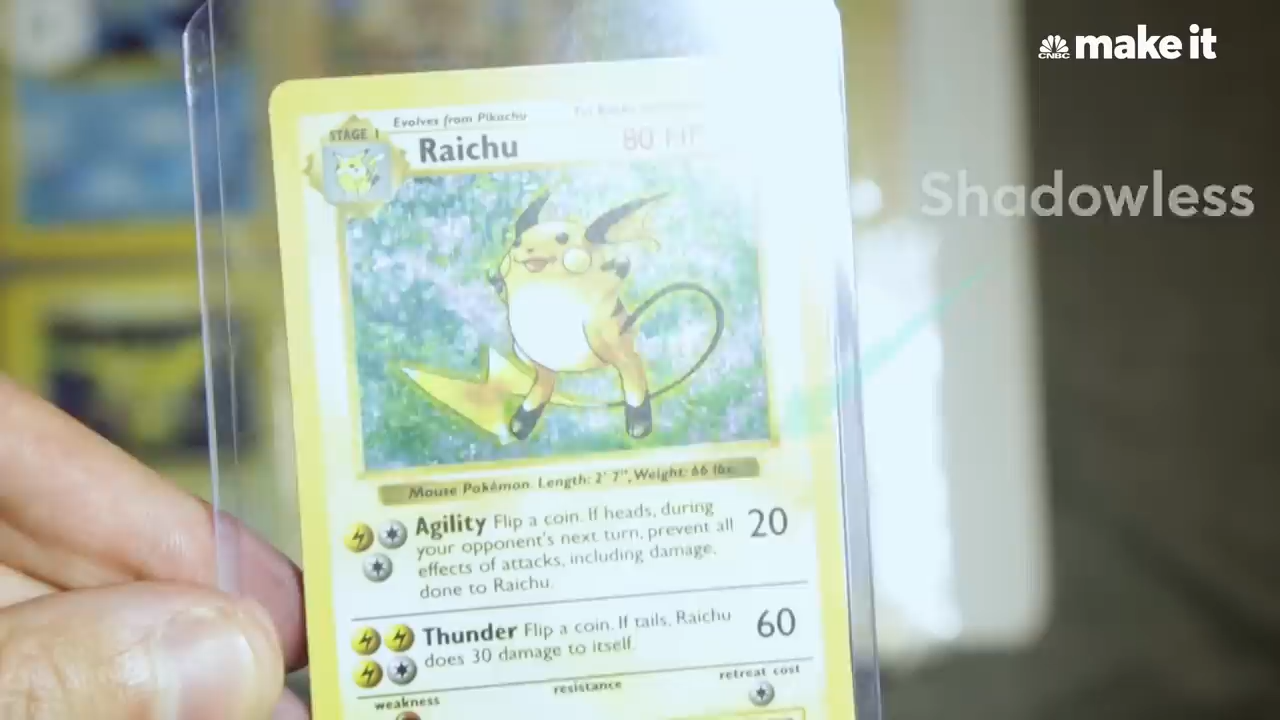 CNBC make it
Shadowless
Evolves from Pikachu
STAGE 1
Raichu
80 HP
Mouse Pokémon. Length: 2' 7", Weight: 66 lbs.
Agility Flip a coin. If heads, during
your opponent's next turn, prevent all
effects of attacks, including damage,
done to Raichu.
20
Thunder Flip a coin. If tails, Raichu
does 30 damage to itself.
60
weakness
resistance
retreat cost